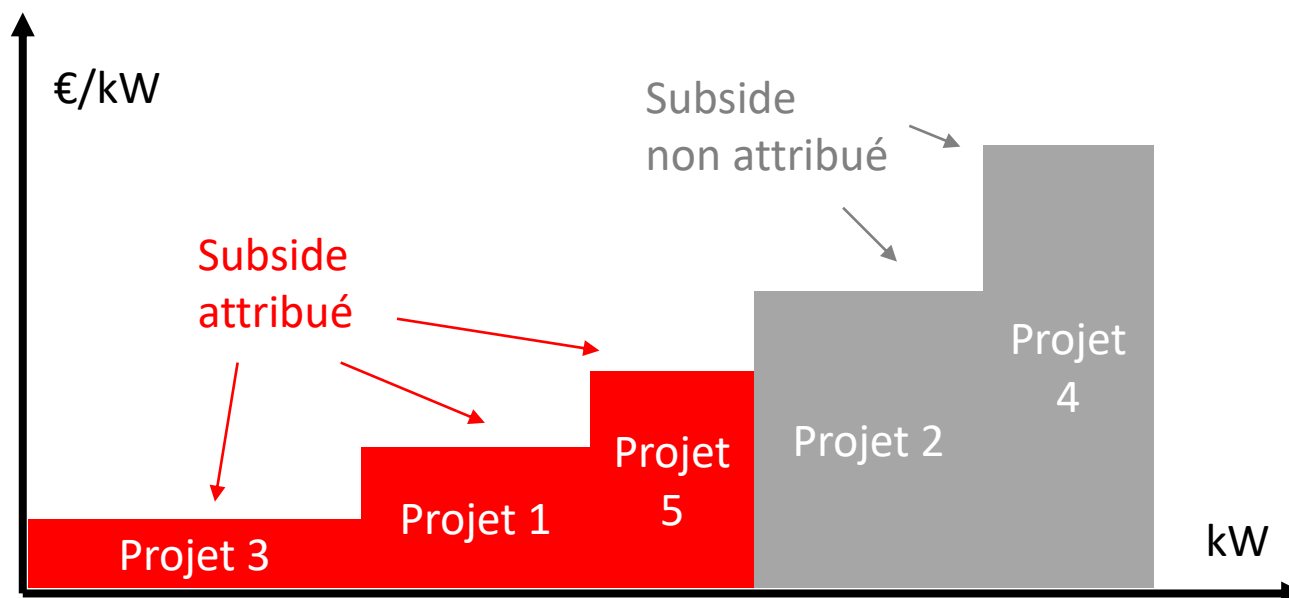 €/kW
Subside
non attribué
Subside
attribué
Projet
4
Projet 2
Projet
5
Projet 1
Projet 3
kW